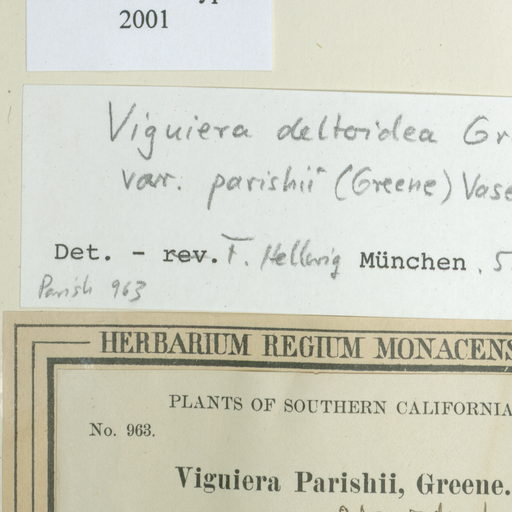 2001
Viguiera deltoidea Gr
var. parishii (Greene) Vase
Det. - rev. F. Hellwig München. 5
Parish 963
HERBARIUM REGIUM MONACENS
PLANTS OF SOUTHERN CALIFORNIA
No. 963.
Viguiera Parishii, Greene.